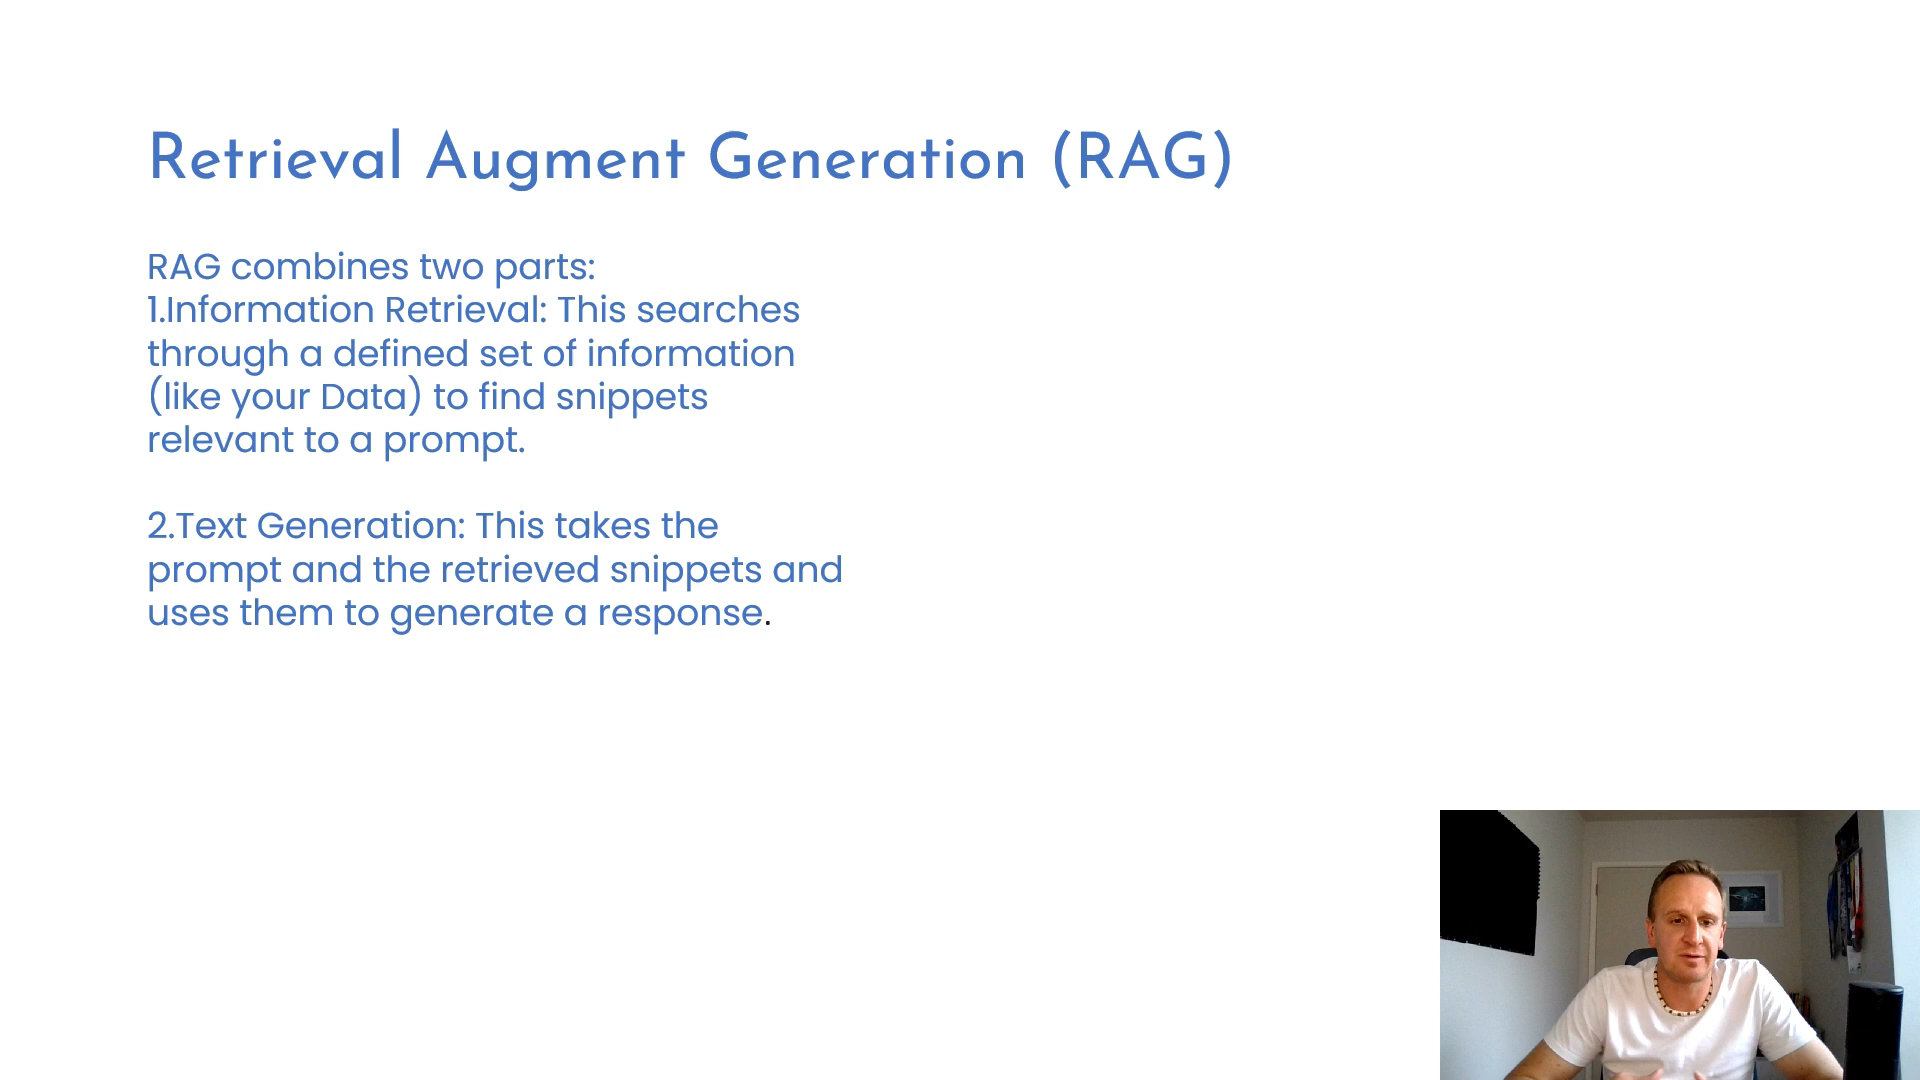 Retrieval Augment Generation (RAG)
RAG combines two parts:
1.Information Retrieval: This searches
through a defined set of information
(like your Data) to find snippets
relevant to a prompt.
2.Text Generation: This takes the
prompt and the retrieved snippets and
uses them to generate a response.